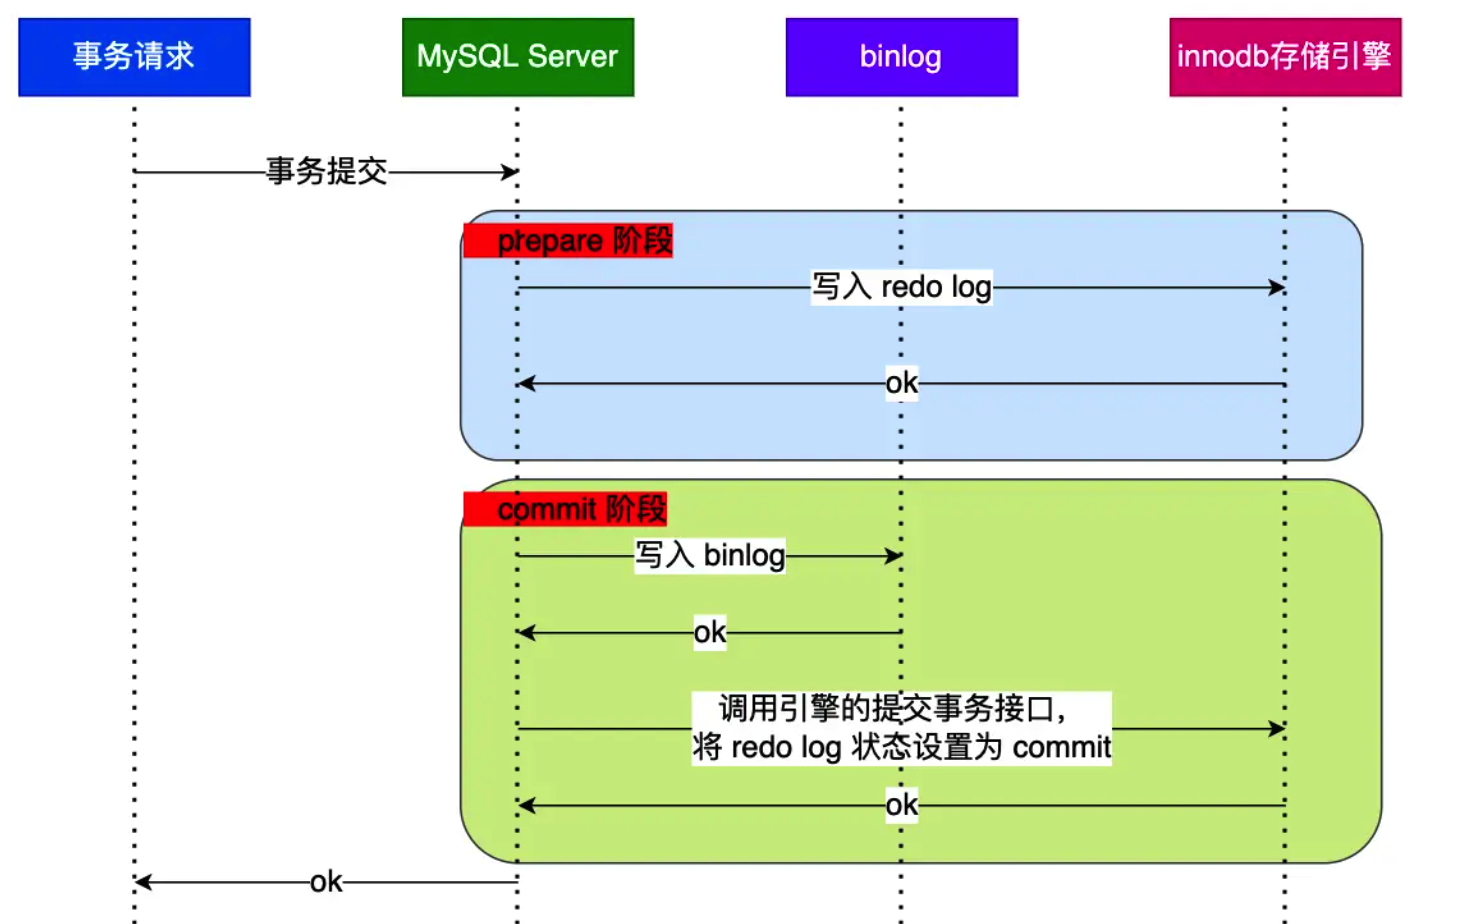 事务请求
MySQL Server
binlog
innodb存储引擎
事务提交
prepare 阶段
写入 redo log
ok
commit 阶段
写入 binlog
ok
调用引擎的提交事务接口，
将 redo log 状态设置为 commit
ok
ok